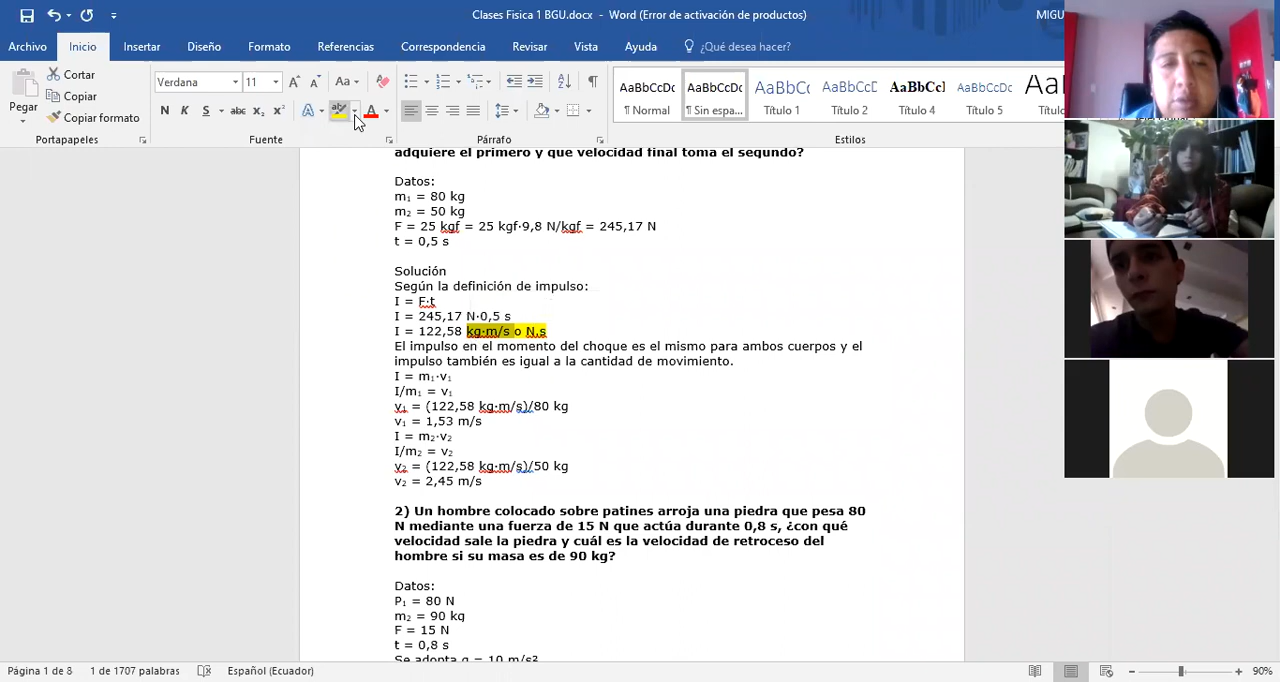 Clases Fisica 1 BGU.docx - Word (Error de activación de productos)
MIGU
Archivo Inicio Insertar Diseño Formato Referencias Correspondencia Revisar Vista Ayuda ¿Qué desea hacer?
Pegar
Cortar
Copiar
Copiar formato
Portapapeles
Verdana 11
Fuente
Párrafo
AaBbCcDc AaBbCcDc AaBbC AaBbCcD AaBbCcI AaBbCcDc
¶ Normal ¶ Sin espa... Título 1 Título 2 Título 4 Título 5
Estilos
adquiere el primero y que velocidad final toma el segundo?
Datos:
m₁ = 80 kg
m₂ = 50 kg
F = 25 kgf = 25 kgf·9,8 N/kgf = 245,17 N
t = 0,5 s
Solución
Según la definición de impulso:
I = F·t
I = 245,17 N·0,5 s
I = 122,58 kg·m/s o N.s
El impulso en el momento del choque es el mismo para ambos cuerpos y el
impulso también es igual a la cantidad de movimiento.
I = m₁·v₁
I/m₁ = v₁
v₁ = (122,58 kg·m/s)/80 kg
v₁ = 1,53 m/s
I = m₂·v₂
I/m₂ = v₂
v₂ = (122,58 kg·m/s)/50 kg
v₂ = 2,45 m/s
2) Un hombre colocado sobre patines arroja una piedra que pesa 80
N mediante una fuerza de 15 N que actúa durante 0,8 s, ¿con qué
velocidad sale la piedra y cuál es la velocidad de retroceso del
hombre si su masa es de 90 kg?
Datos:
P₁ = 80 N
m₂ = 90 kg
F = 15 N
t = 0,8 s
Se adopta g = 10 m/s²
Página 1 de 8 1 de 1707 palabras Español (Ecuador) 90%